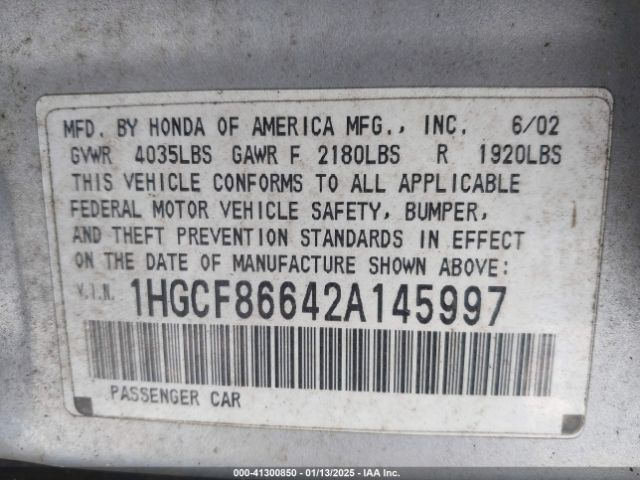 MFD. BY HONDA OF AMERICA MFG., INC. 6/02
GVWR 4035LBS GAWR F 2180LBS R 1920LBS
THIS VEHICLE CONFORMS TO ALL APPLICABLE
FEDERAL MOTOR VEHICLE SAFETY, BUMPER,
AND THEFT PREVENTION STANDARDS IN EFFECT
ON THE DATE OF MANUFACTURE SHOWN ABOVE:
V.I.N. 1HGCF86642A145997
PASSENGER CAR
000-41300850 - 01/13/2025 - IAA Inc.